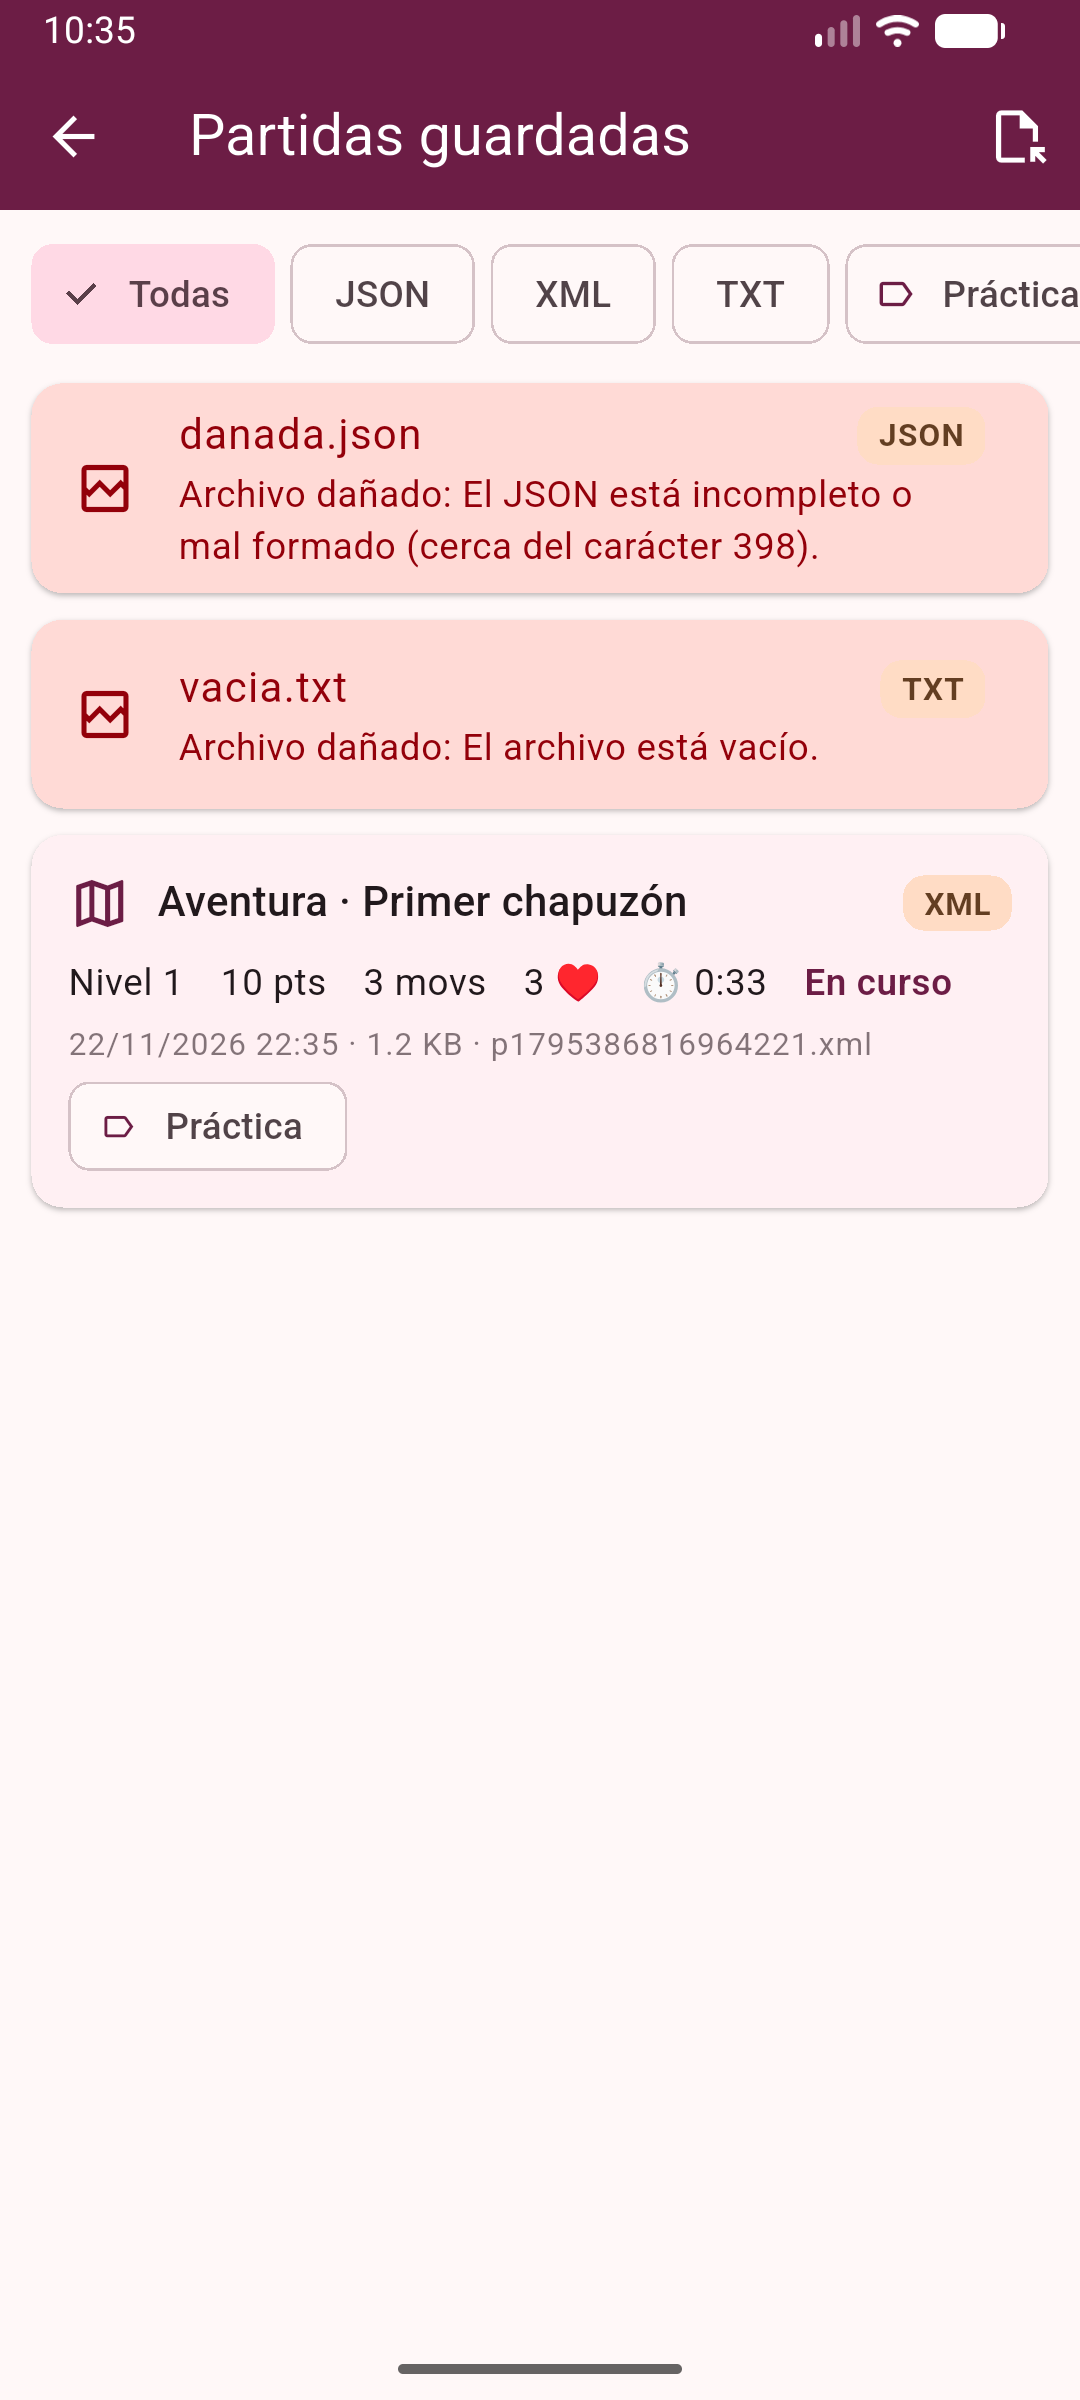 10:35
Partidas guardadas
Todas JSON XML TXT Práctica
danada.json JSON
Archivo dañado: El JSON está incompleto o
mal formado (cerca del carácter 398).
vacia.txt TXT
Archivo dañado: El archivo está vacío.
Aventura · Primer chapuzón XML
Nivel 1 10 pts 3 movs 3 ❤️ ⏱️ 0:33 En curso
22/11/2026 22:35 · 1.2 KB · p1795386816964221.xml
Práctica